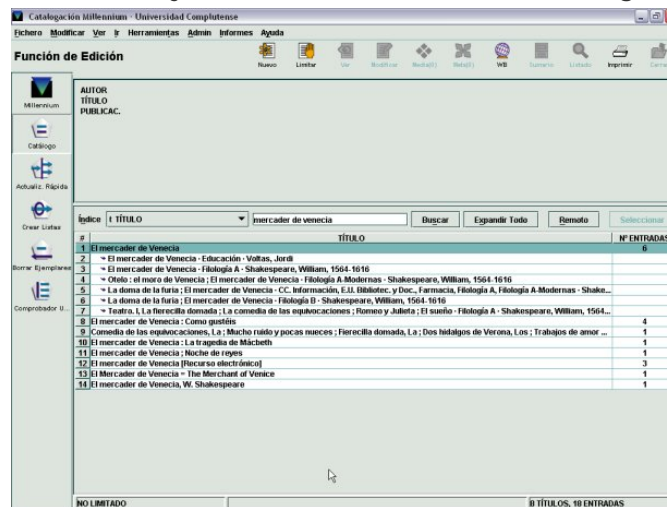 Catalogación Millennium - Universidad Complutense
Fichero Modificar Ver Ir Herramientas Admin Informes Ayuda
Función de Edición
Nuevo Limitar Ver Modificar WB Sumario Listado Imprimir
Millennium
Catálogo
Actualiz. Rápida
Crear Listas
Borrar Ejemplares
Comprobador U...
AUTOR
TÍTULO
PUBLICAC.
Índice t TÍTULO mercader de venecia Buscar Expandir Todo Remoto Seleccionar
# TÍTULO Nº ENTRADAS
1 El mercader de Venecia 6
2 El mercader de Venecia - Educación - Voltas, Jordi
3 El mercader de Venecia - Filología A - Shakespeare, William, 1564-1616
4 Otelo : el moro de Venecia ; El mercader de Venecia - Filología A-Modernas - Shakespeare, William, 1564-1616
5 La doma de la furia ; El mercader de Venecia - CC. Información, E.U. Bibliotec. y Doc., Farmacia, Filología A, Filología A-Modernas - Shake...
6 La doma de la furia ; El mercader de Venecia - Filología B - Shakespeare, William, 1564-1616
7 Teatro. I, La fierecilla domada ; La comedia de las equivocaciones ; Romeo y Julieta ; El sueño - Filología A - Shakespeare, William, 1564...
8 El mercader de Venecia : Como gustéis 4
9 Comedia de las equivocaciones, La ; Mucho ruido y pocas nueces ; Fierecilla domada, La ; Dos hidalgos de Verona, Los ; Trabajos de amor ... 1
10 El mercader de Venecia : La tragedia de Mácbeth 1
11 El mercader de Venecia ; Noche de reyes 1
12 El mercader de Venecia [Recurso electrónico] 3
13 El Mercader de Venecia = The Merchant of Venice 1
14 El mercader de Venecia, W. Shakespeare 1
NO LIMITADO 8 TÍTULOS, 18 ENTRADAS